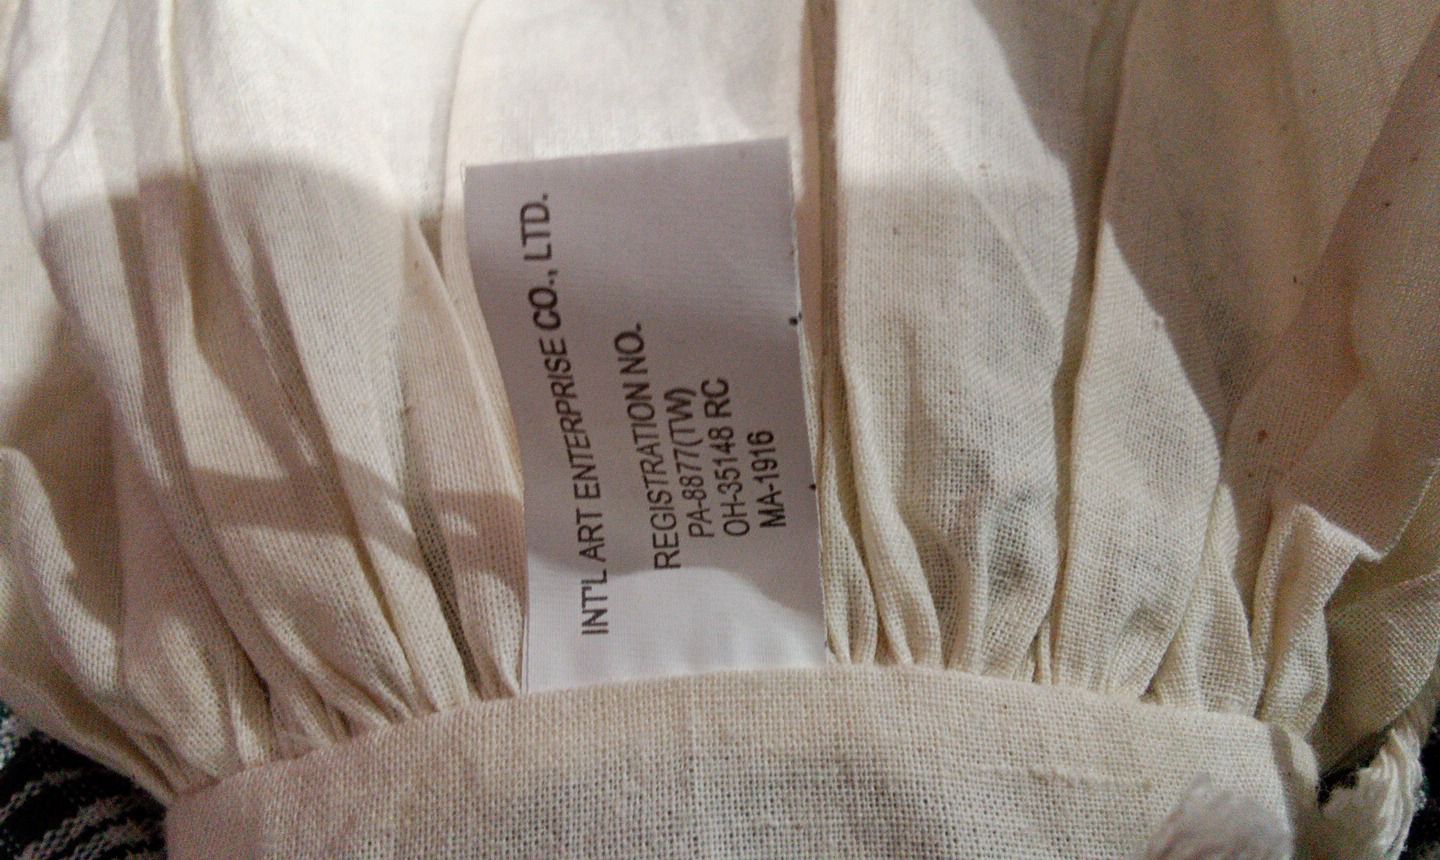 INT'L ART ENTERPRISE CO., LTD.
REGISTRATION NO.
PA-8877(TW)
OH-35148 RC
MA-1916